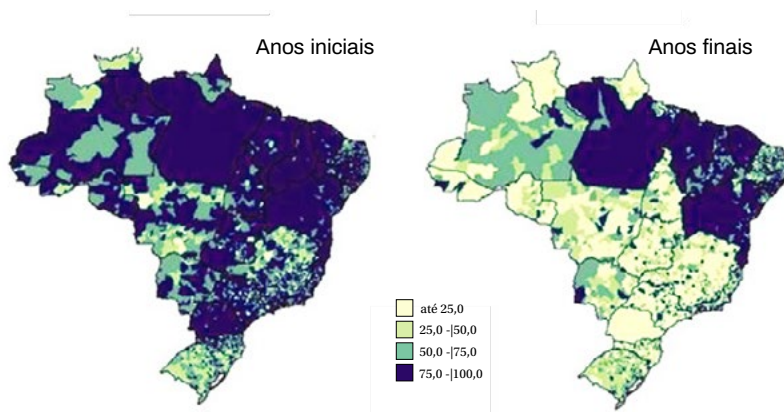 Anos iniciais
Anos finais
até 25,0
25,0 -|50,0
50,0 -|75,0
75,0 -|100,0